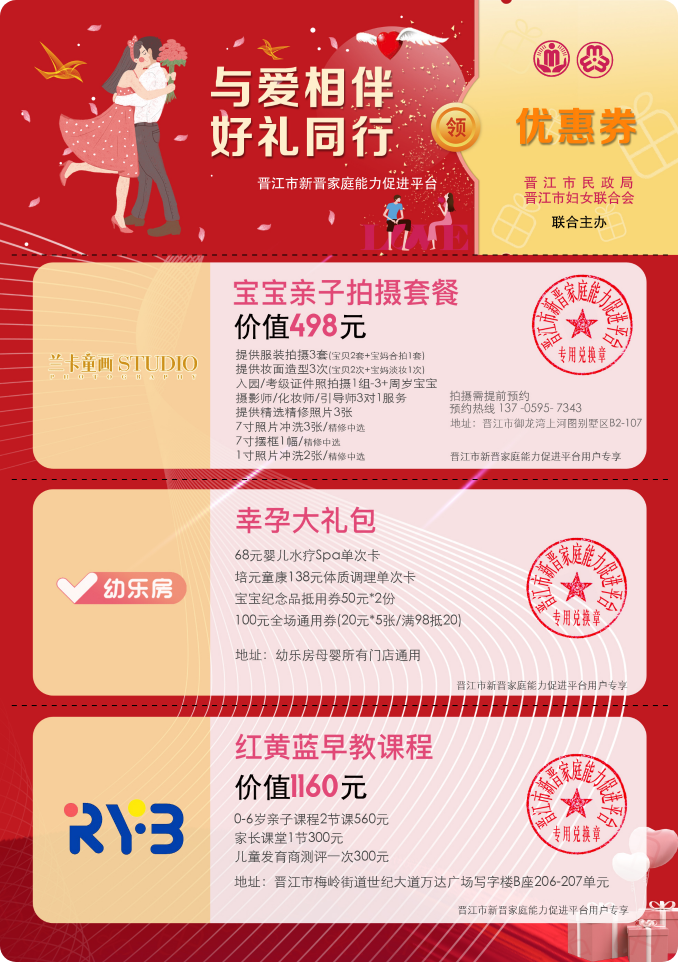 与爱相伴
好礼同行
晋江市新晋家庭能力促进平台
LOVE
领
优惠券
晋江市民政局
晋江市妇女联合会
联合主办
兰卡童画 STUDIO
PHOTOGRAPHY
宝宝亲子拍摄套餐
价值498元
提供服装拍摄3套(宝贝2套+宝妈合拍1套)
提供妆面造型3次(宝贝2次+宝妈淡妆1次)
入园/考级证件照拍摄1组-3+周岁宝宝
摄影师/化妆师/引导师3对1服务
提供精选精修照片3张
7寸照片冲洗3张/精修中选
7寸摆框1幅/精修中选
1寸照片冲洗2张/精修中选
晋江市新晋家庭能力促进平台
专用兑换章
拍摄需提前预约
预约热线 137 -0595- 7343
地址：晋江市御龙湾上河图别墅区B2-107
晋江市新晋家庭能力促进平台用户专享
幼乐房
幸孕大礼包
68元婴儿水疗Spa单次卡
培元童康138元体质调理单次卡
宝宝纪念品抵用券50元*2份
100元全场通用券(20元*5张/满98抵20)
地址：幼乐房母婴所有门店通用
晋江市新晋家庭能力促进平台
专用兑换章
晋江市新晋家庭能力促进平台用户专享
RYB
红黄蓝早教课程
价值1160元
0-6岁亲子课程2节课560元
家长课堂1节300元
儿童发育商测评一次300元
地址：晋江市梅岭街道世纪大道万达广场写字楼B座206-207单元
晋江市新晋家庭能力促进平台
专用兑换章
晋江市新晋家庭能力促进平台用户专享